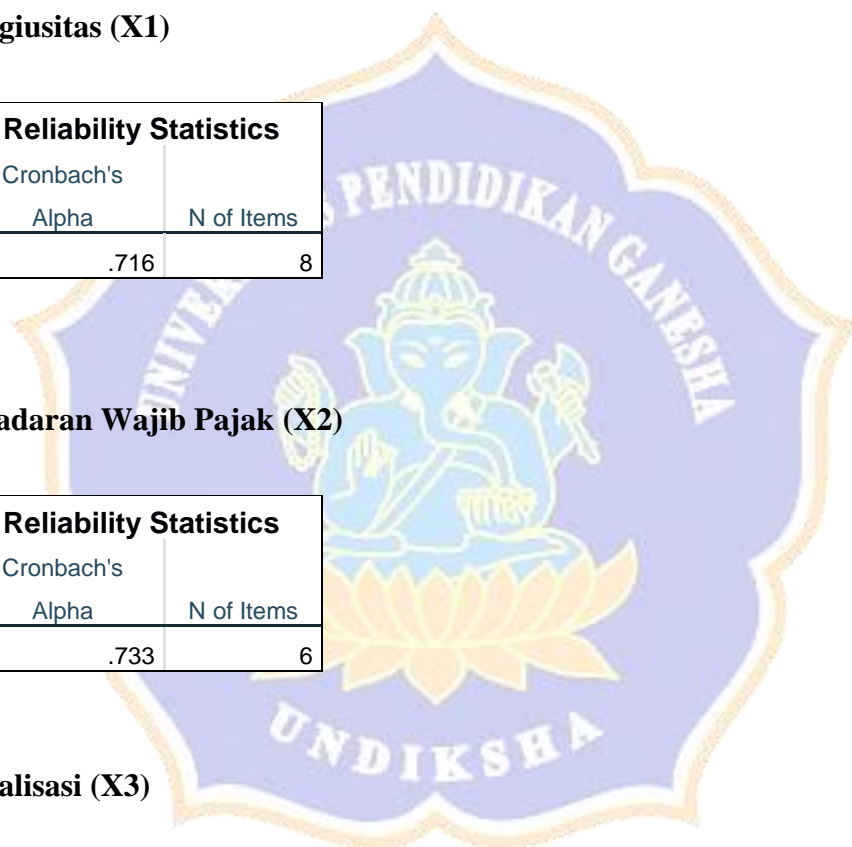 giusitas (X1)
Reliability Statistics
Cronbach's
Alpha
N of Items
.716
8
PENDIDIKAN GANESHA
adaran Wajib Pajak (X2)
Reliability Statistics
Cronbach's
Alpha
N of Items
.733
6
UNDIKSHA
alisasi (X3)